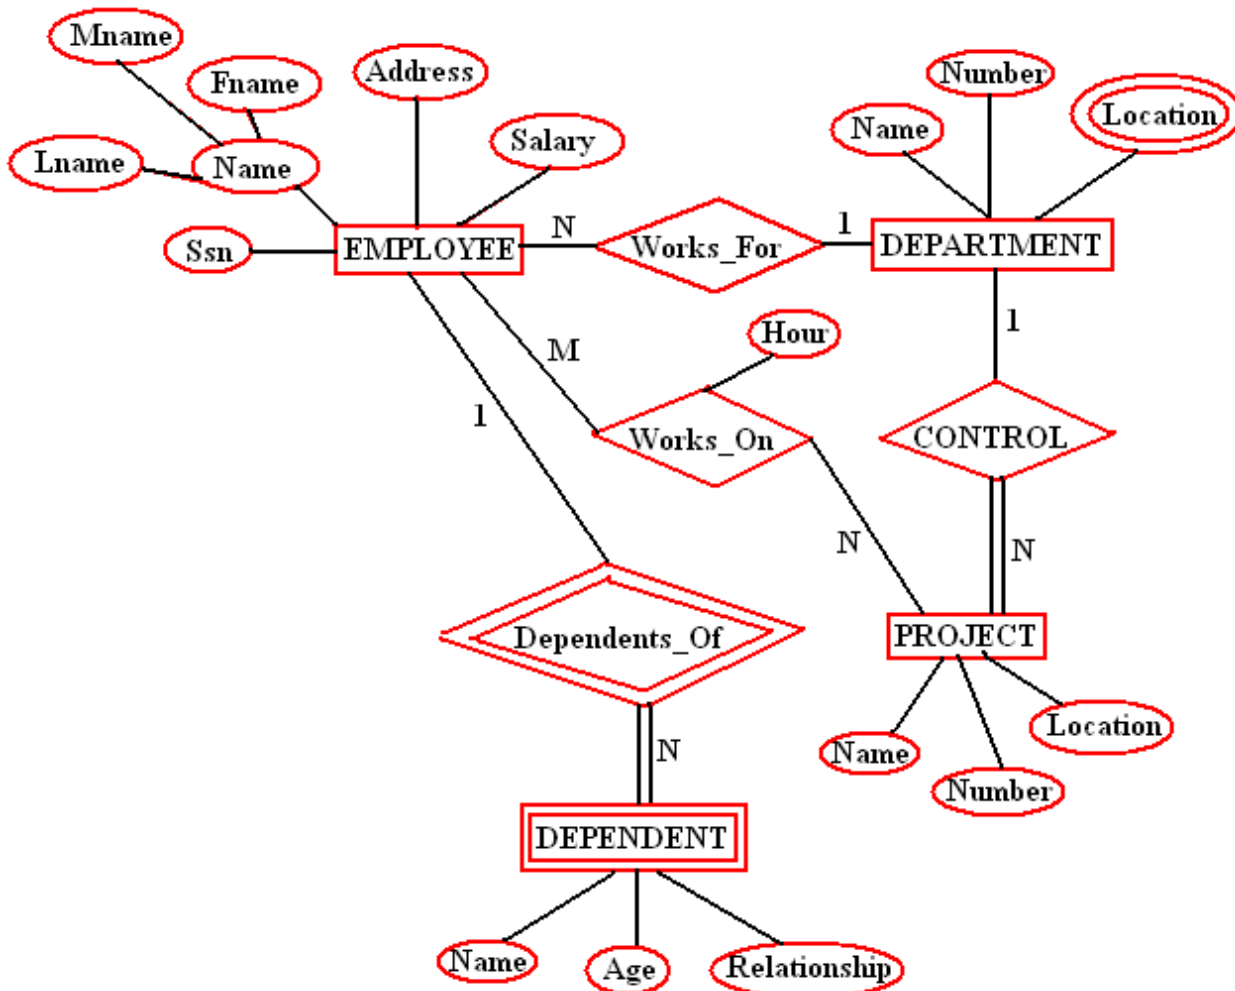 Mname
Fname
Address
Number
Location
Name
Salary
Lname
Name
Ssn
EMPLOYEE
N
Works_For
1
DEPARTMENT
1
Hour
M
1
Works_On
CONTROL
N
N
Dependents_Of
PROJECT
N
Name
Location
Number
DEPENDENT
Name
Age
Relationship